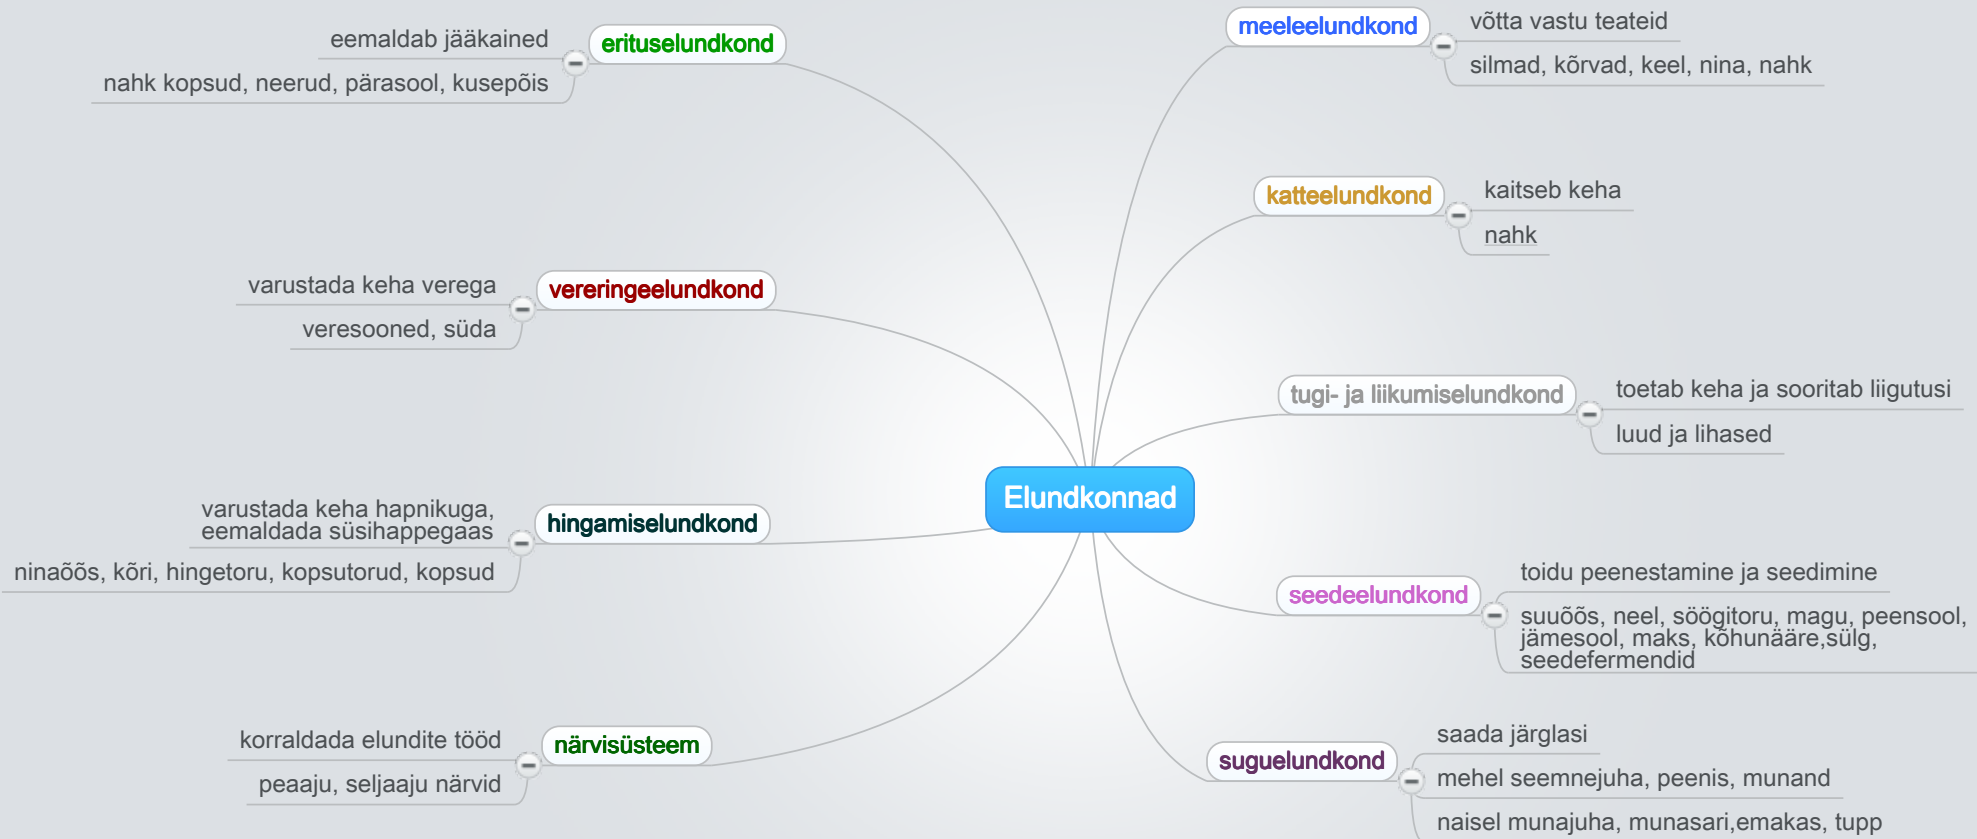 Elundkonnad
erituselundkond
eemaldab jääkained
nahk kopsud, neerud, pärasool, kusepõis
vereringeelundkond
varustada keha verega
veresooned, süda
hingamiselundkond
varustada keha hapnikuga,
eemaldada süsihappegaas
ninaõõs, kõri, hingetoru, kopsutorud, kopsud
närvisüsteem
korraldada elundite tööd
peaaju, seljaaju närvid
meeleelundkond
võtta vastu teateid
silmad, kõrvad, keel, nina, nahk
katteelundkond
kaitseb keha
nahk
tugi- ja liikumiselundkond
toetab keha ja sooritab liigutusi
luud ja lihased
seedeelundkond
toidu peenestamine ja seedimine
suuõõs, neel, söögitoru, magu, peensool,
jämesool, maks, kõhunääre,sülg,
seedefermendid
suguelundkond
saada järglasi
mehel seemnejuha, peenis, munand
naisel munajuha, munasari,emakas, tupp